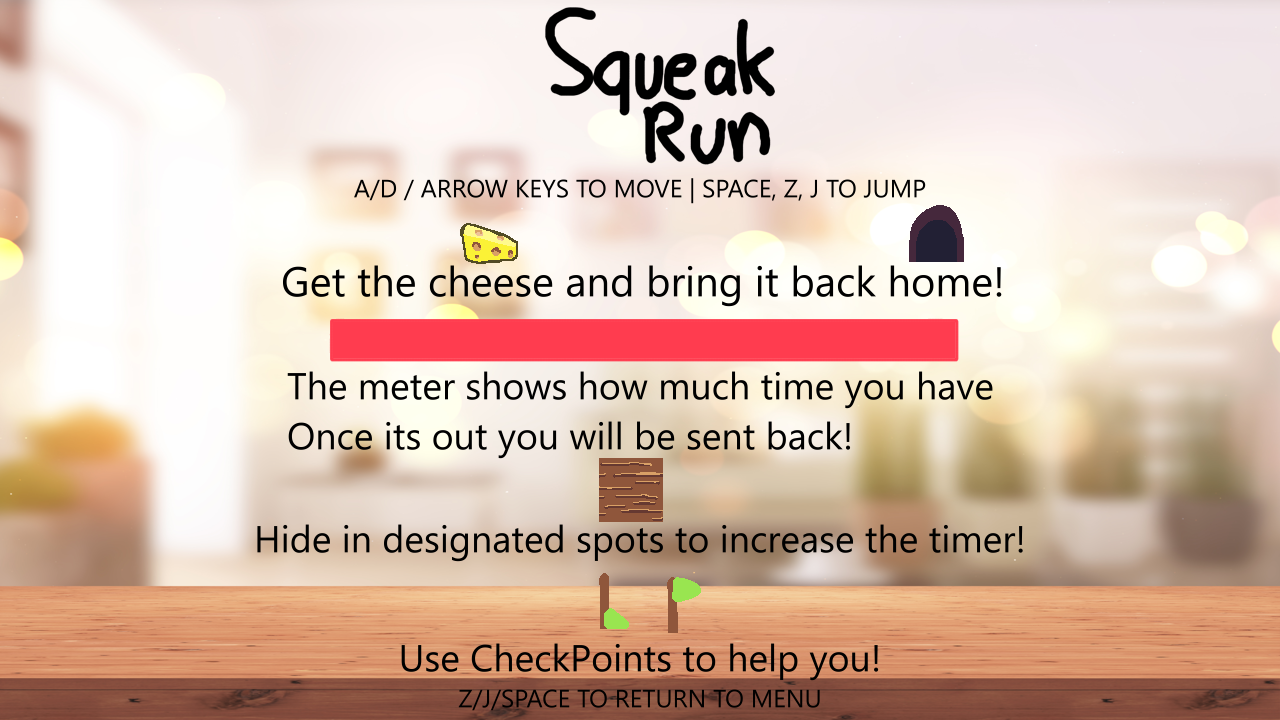 Squeak
Run
A/D / ARROW KEYS TO MOVE | SPACE, Z, J TO JUMP
Get the cheese and bring it back home!
The meter shows how much time you have
Once its out you will be sent back!
Hide in designated spots to increase the timer!
Use CheckPoints to help you!
Z/J/SPACE TO RETURN TO MENU